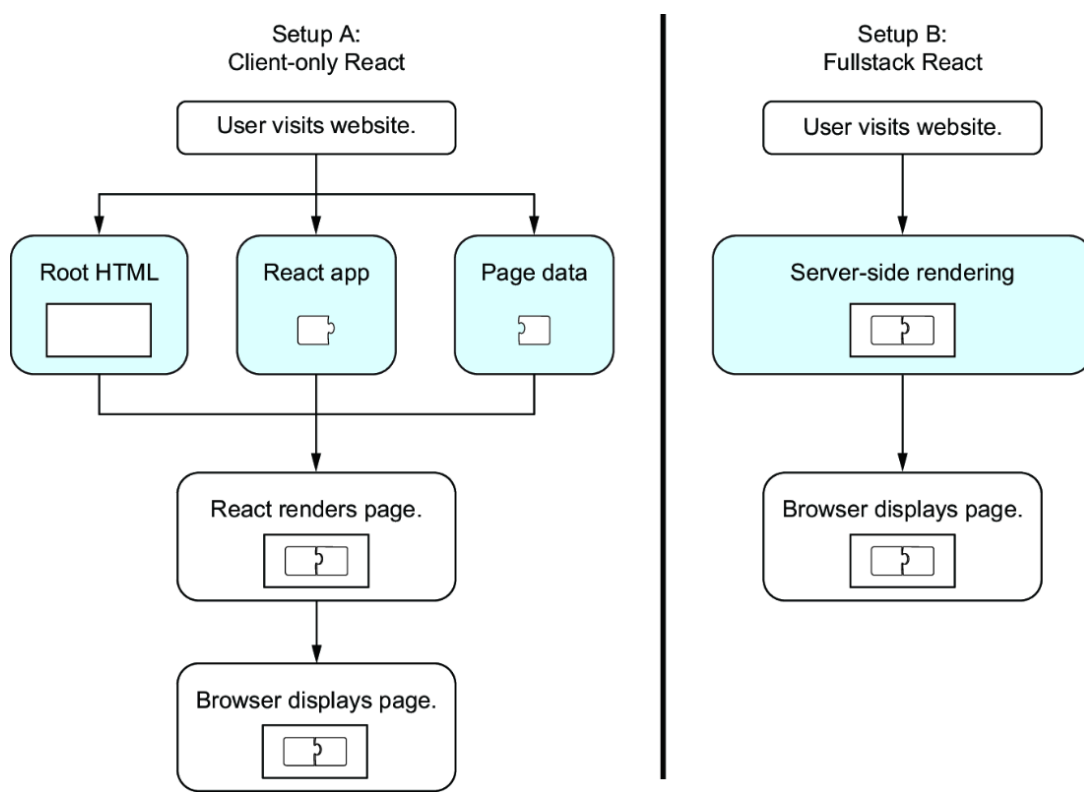 Setup A:
Client-only React
User visits website.
Root HTML
React app
Page data
React renders page.
Browser displays page.
Setup B:
Fullstack React
User visits website.
Server-side rendering
Browser displays page.